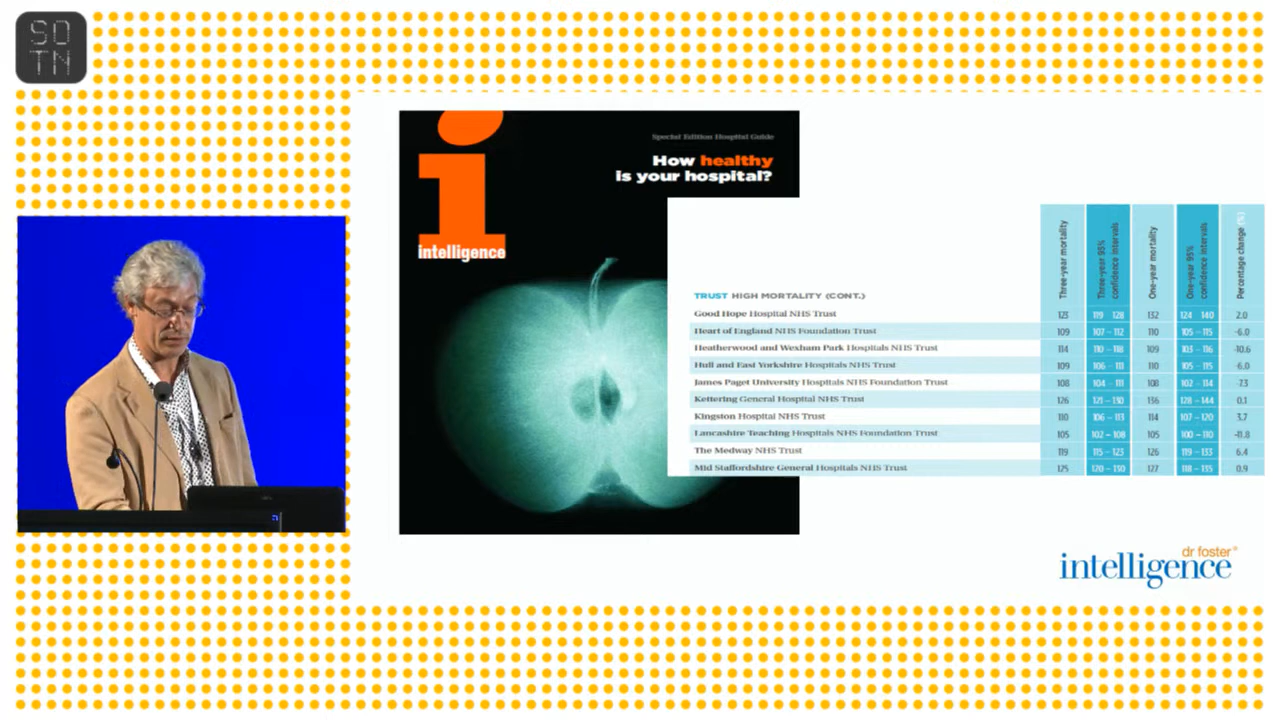 SO
TN
i
intelligence
Special Edition Hospital Guide
How healthy
is your hospital?
Three-year mortality
Three-year 95%
confidence intervals
One-year mortality
One-year 95%
confidence intervals
Percentage change (%)
TRUST HIGH MORTALITY (CONT.)
Good Hope Hospital NHS Trust 123 119 – 128 132 124 – 140 2.0
Heart of England NHS Foundation Trust 109 107 – 112 110 105 – 115 -6.0
Heatherwood and Wexham Park Hospitals NHS Trust 114 110 – 118 109 103 – 116 -10.6
Hull and East Yorkshire Hospitals NHS Trust 109 106 – 111 110 105 – 115 -6.0
James Paget University Hospitals NHS Foundation Trust 108 104 – 111 108 102 – 114 -7.3
Kettering General Hospital NHS Trust 126 121 – 130 136 128 – 144 0.1
Kingston Hospital NHS Trust 110 106 – 113 114 107 – 120 3.7
Lancashire Teaching Hospitals NHS Foundation Trust 105 102 – 108 105 100 – 110 -11.8
The Medway NHS Trust 119 115 – 123 126 119 – 133 6.4
Mid Staffordshire General Hospitals NHS Trust 125 120 – 130 127 118 – 135 0.9
dr foster®
intelligence